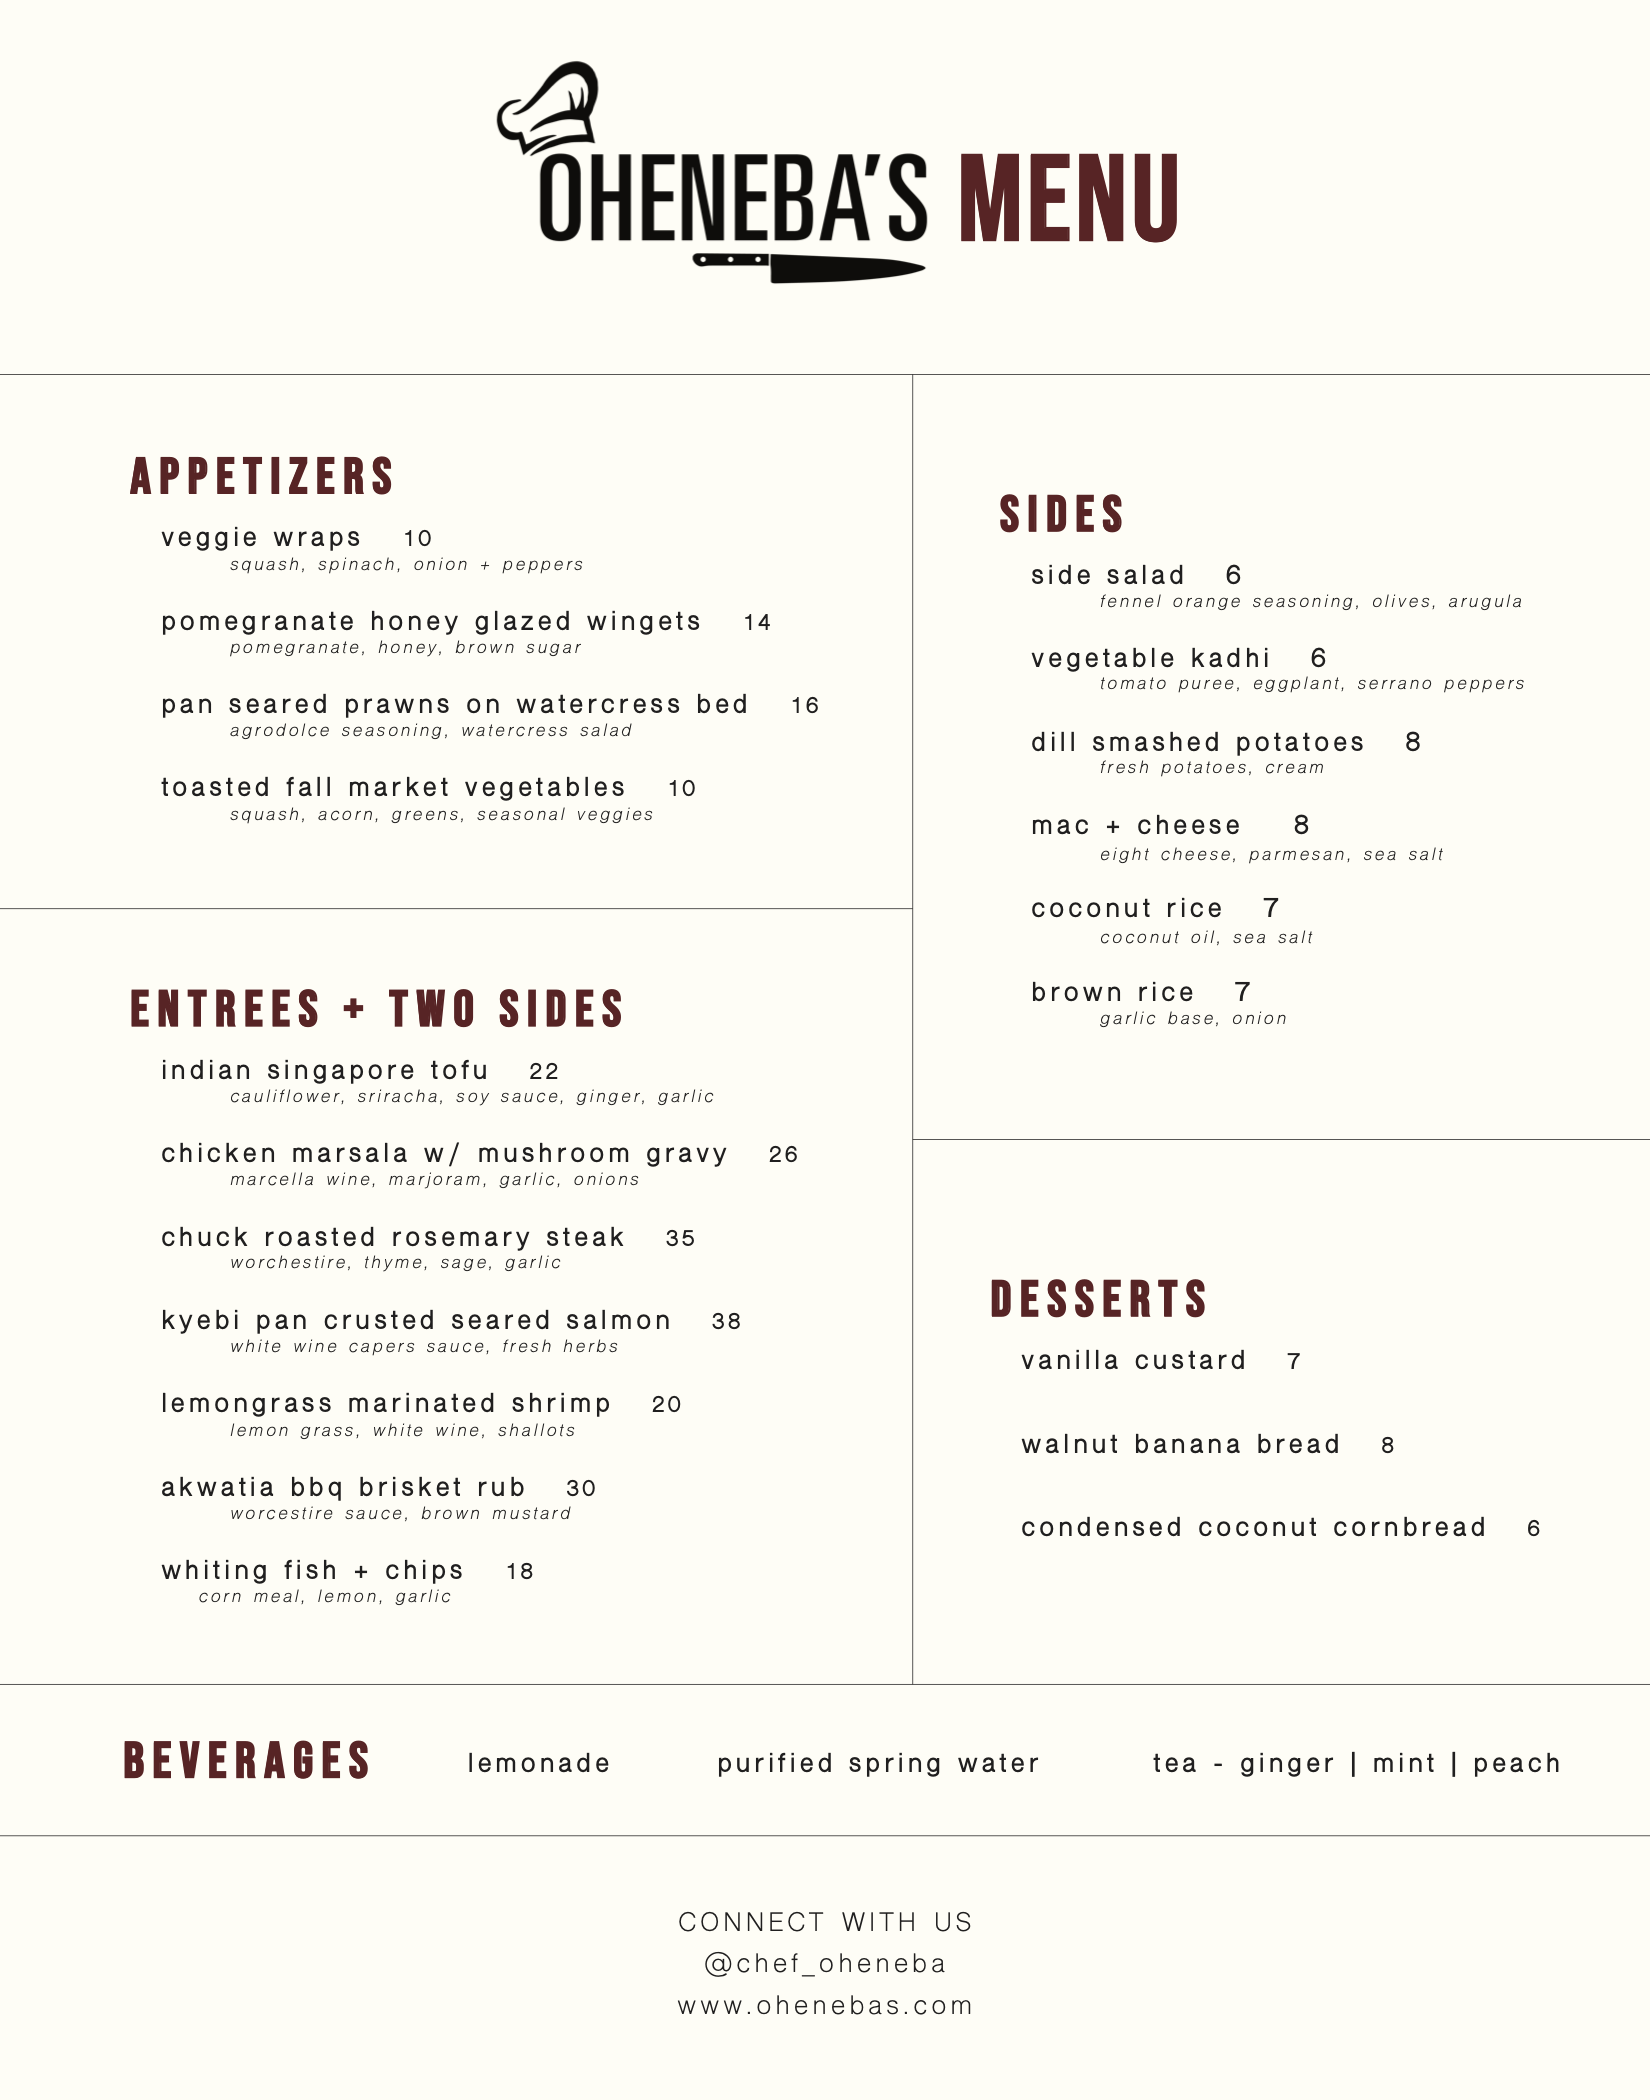 OHENEBA'S MENU
APPETIZERS
veggie wraps 10
squash, spinach, onion + peppers
pomegranate honey glazed wingets 14
pomegranate, honey, brown sugar
pan seared prawns on watercress bed 16
agrodolce seasoning, watercress salad
toasted fall market vegetables 10
squash, acorn, greens, seasonal veggies
ENTREES + TWO SIDES
indian singapore tofu 22
cauliflower, sriracha, soy sauce, ginger, garlic
chicken marsala w/ mushroom gravy 26
marcella wine, marjoram, garlic, onions
chuck roasted rosemary steak 35
worchestire, thyme, sage, garlic
kyebi pan crusted seared salmon 38
white wine capers sauce, fresh herbs
lemongrass marinated shrimp 20
lemon grass, white wine, shallots
akwatia bbq brisket rub 30
worcestire sauce, brown mustard
whiting fish + chips 18
corn meal, lemon, garlic
SIDES
side salad 6
fennel orange seasoning, olives, arugula
vegetable kadhi 6
tomato puree, eggplant, serrano peppers
dill smashed potatoes 8
fresh potatoes, cream
mac + cheese 8
eight cheese, parmesan, sea salt
coconut rice 7
coconut oil, sea salt
brown rice 7
garlic base, onion
DESSERTS
vanilla custard 7
walnut banana bread 8
condensed coconut cornbread 6
BEVERAGES lemonade purified spring water tea - ginger | mint | peach
CONNECT WITH US
@chef_oheneba
www.ohenebas.com